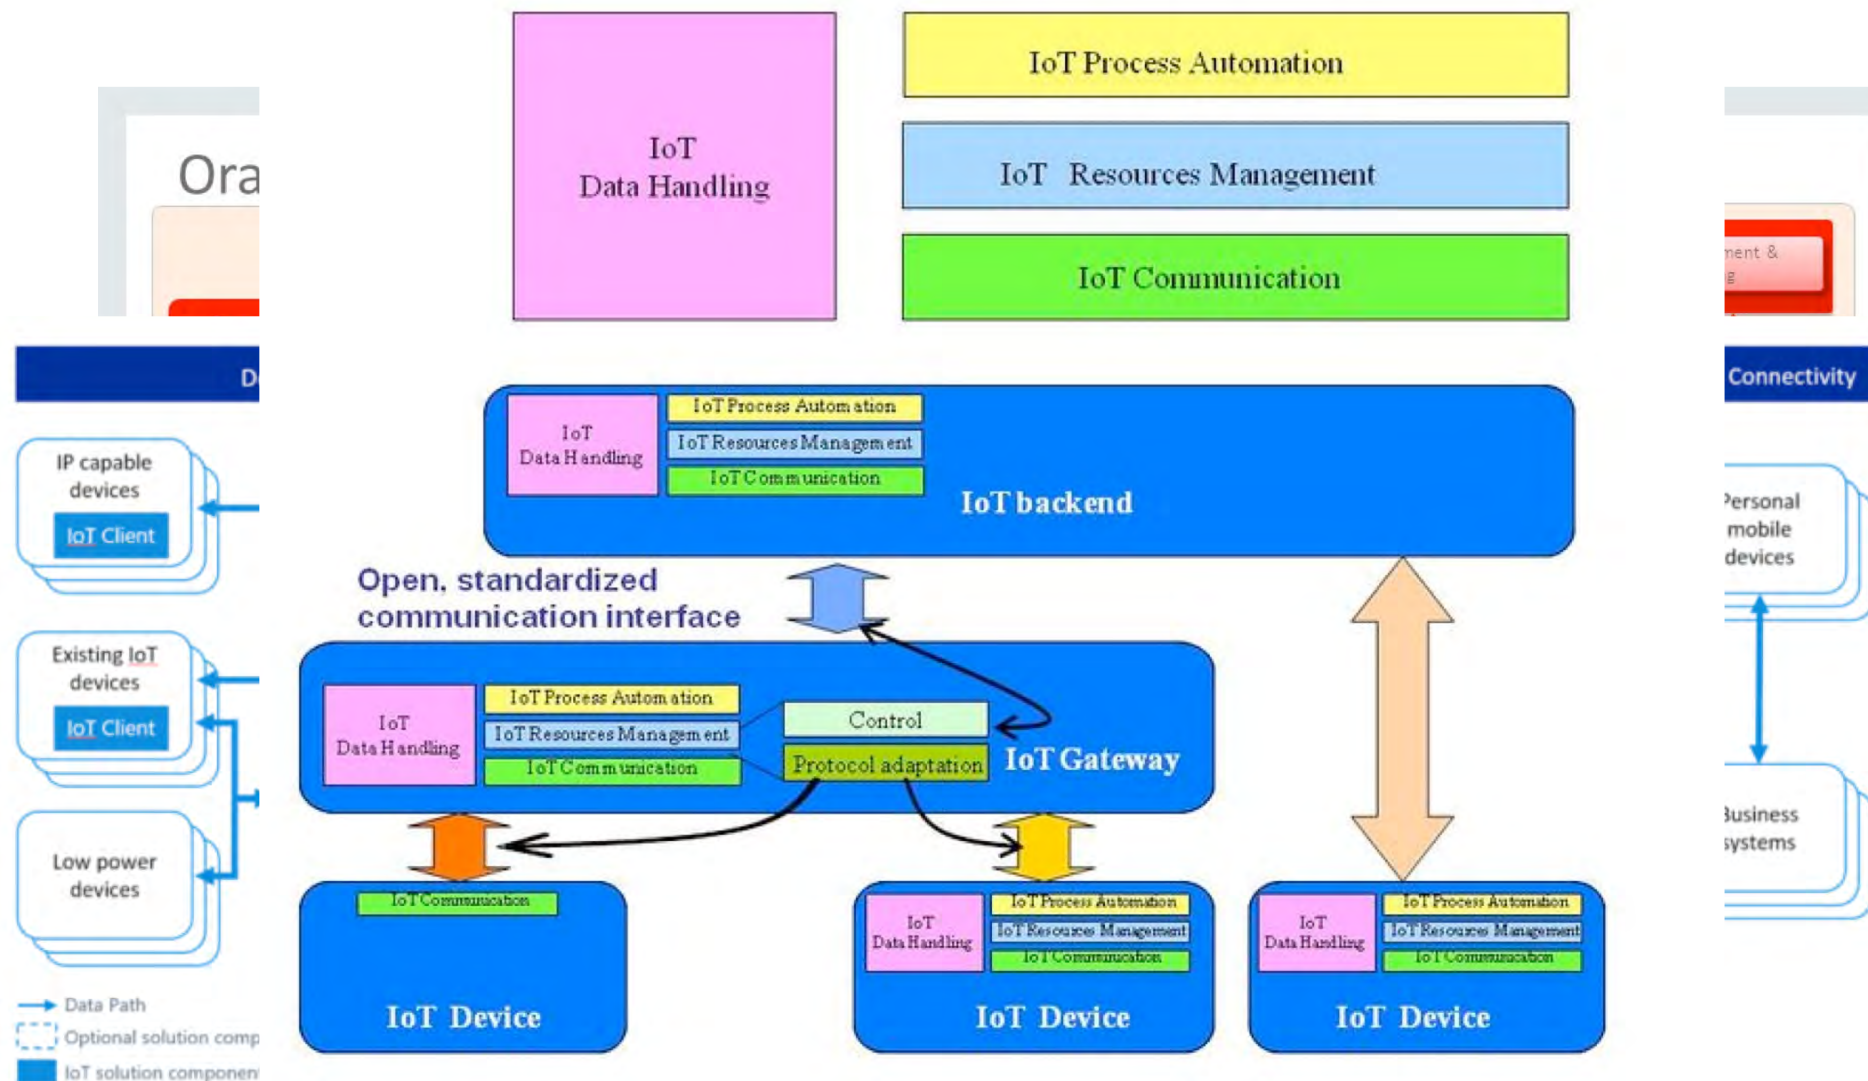 IoT
Data Handling
IoT Process Automation
IoT Resources Management
IoT Communication
Ora
ment &
D
Connectivity
IP capable
devices
IoT Client
Existing IoT
devices
IoT Client
Low power
devices
Data Path
Optional solution comp
IoT solution component
IoT
Data Handling
IoT Process Automation
IoT Resources Management
IoT Communication
IoT backend
Open, standardized
communication interface
IoT
Data Handling
IoT Process Automation
IoT Resources Management
IoT Communication
Control
Protocol adaptation
IoT Gateway
IoT Communication
IoT Device
IoT
Data Handling
IoT Process Automation
IoT Resources Management
IoT Communication
IoT Device
IoT
Data Handling
IoT Process Automation
IoT Resources Management
IoT Communication
IoT Device
Personal
mobile
devices
Business
systems